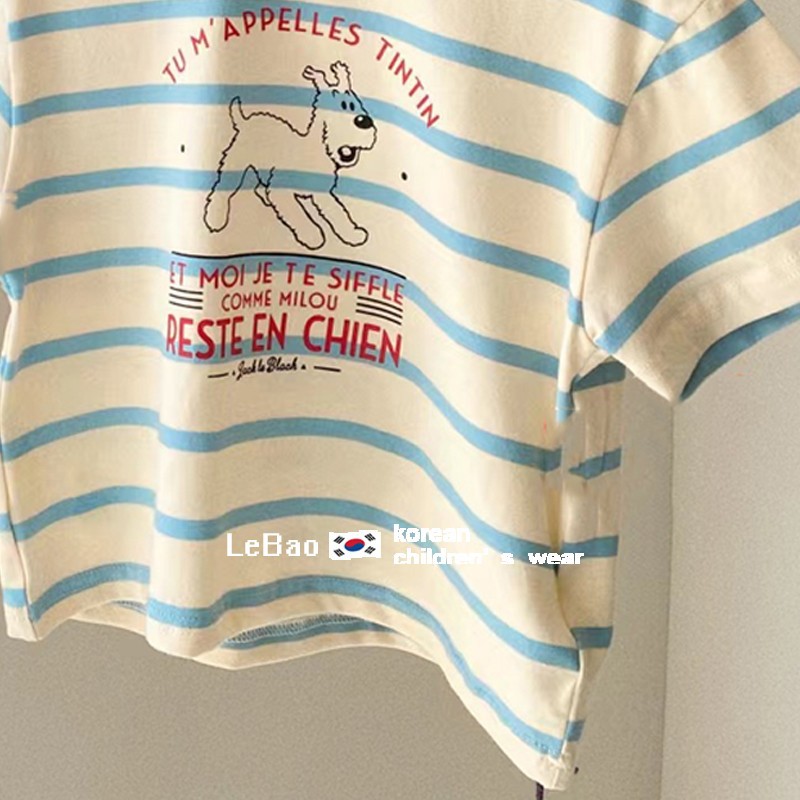 TU M'APPELLES TINTIN
ET MOI JE TE SIFFLE
COMME MILOU
RESTE EN CHIEN
Jack le Black
LeBao
korean
children's wear